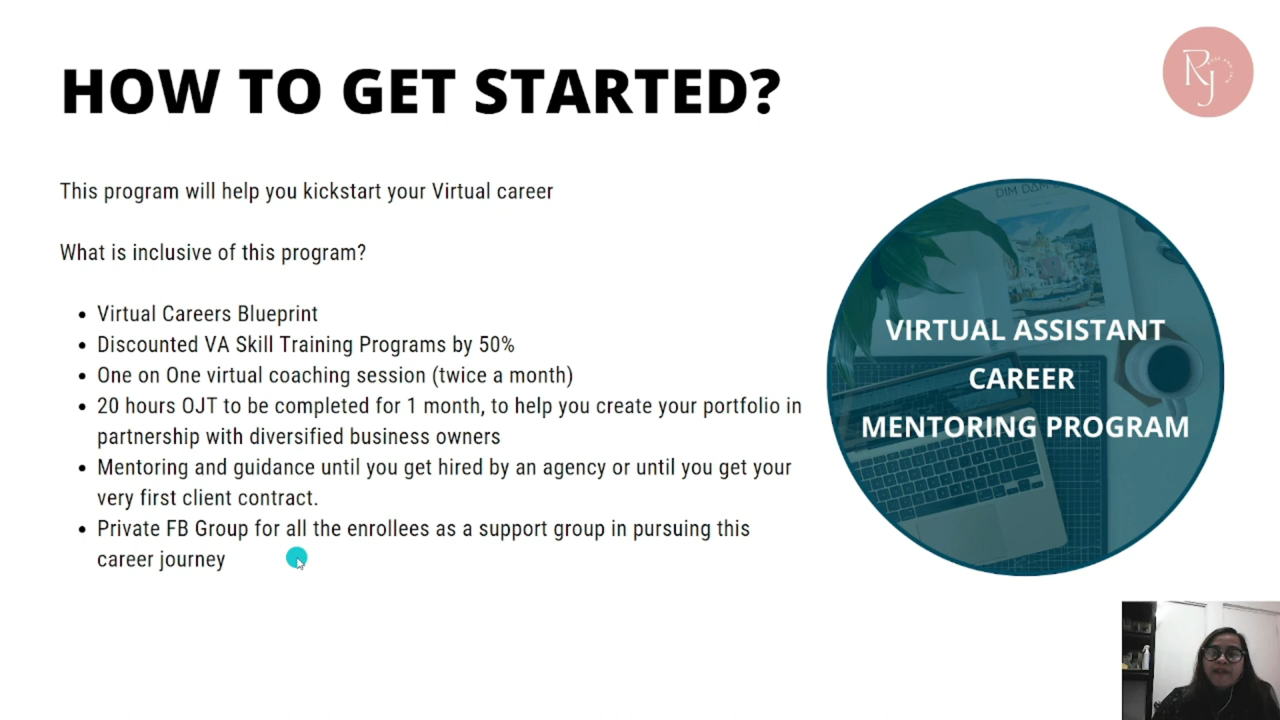 HOW TO GET STARTED?
RJ
This program will help you kickstart your Virtual career
What is inclusive of this program?
• Virtual Careers Blueprint
• Discounted VA Skill Training Programs by 50%
• One on One virtual coaching session (twice a month)
• 20 hours OJT to be completed for 1 month, to help you create your portfolio in
partnership with diversified business owners
• Mentoring and guidance until you get hired by an agency or until you get your
very first client contract.
• Private FB Group for all the enrollees as a support group in pursuing this
career journey
VIRTUAL ASSISTANT
CAREER
MENTORING PROGRAM